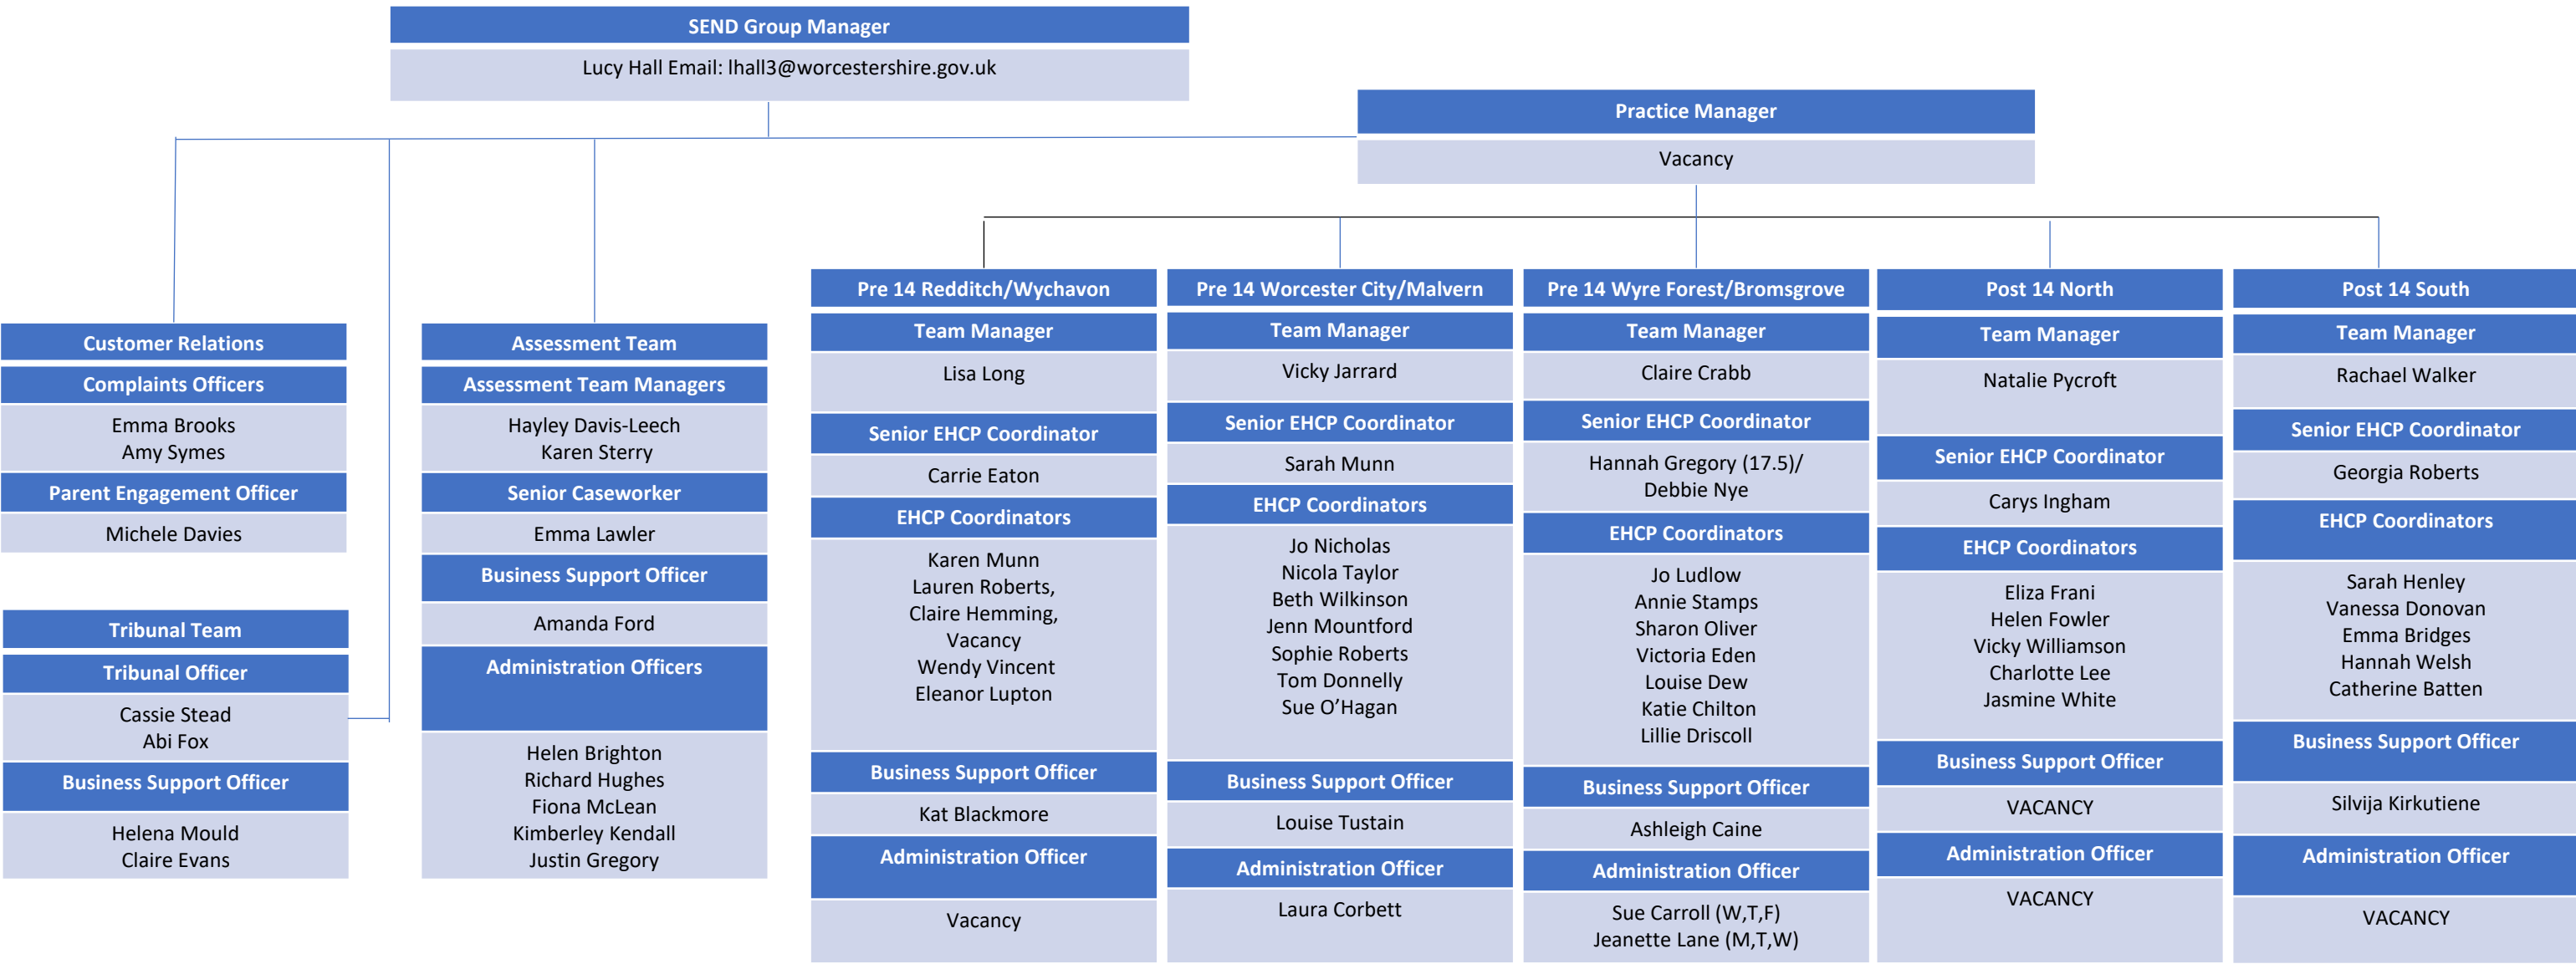 SEND Group Manager
Lucy Hall Email: lhall3@worcestershire.gov.uk
Practice Manager
Vacancy
Customer Relations
Complaints Officers
Emma Brooks
Amy Symes
Parent Engagement Officer
Michele Davies
Tribunal Team
Tribunal Officer
Cassie Stead
Abi Fox
Business Support Officer
Helena Mould
Claire Evans
Assessment Team
Assessment Team Managers
Hayley Davis-Leech
Karen Sterry
Senior Caseworker
Emma Lawler
Business Support Officer
Amanda Ford
Administration Officers
Helen Brighton
Richard Hughes
Fiona McLean
Kimberley Kendall
Justin Gregory
Pre 14 Redditch/Wychavon
Team Manager
Lisa Long
Senior EHCP Coordinator
Carrie Eaton
EHCP Coordinators
Karen Munn
Lauren Roberts,
Claire Hemming,
Vacancy
Wendy Vincent
Eleanor Lupton
Business Support Officer
Kat Blackmore
Administration Officer
Vacancy
Pre 14 Worcester City/Malvern
Team Manager
Vicky Jarrard
Senior EHCP Coordinator
Sarah Munn
EHCP Coordinators
Jo Nicholas
Nicola Taylor
Beth Wilkinson
Jenn Mountford
Sophie Roberts
Tom Donnelly
Sue O’Hagan
Business Support Officer
Louise Tustain
Administration Officer
Laura Corbett
Pre 14 Wyre Forest/Bromsgrove
Team Manager
Claire Crabb
Senior EHCP Coordinator
Hannah Gregory (17.5)/
Debbie Nye
EHCP Coordinators
Jo Ludlow
Annie Stamps
Sharon Oliver
Victoria Eden
Louise Dew
Katie Chilton
Lillie Driscoll
Business Support Officer
Ashleigh Caine
Administration Officer
Sue Carroll (W,T,F)
Jeanette Lane (M,T,W)
Post 14 North
Team Manager
Natalie Pycroft
Senior EHCP Coordinator
Carys Ingham
EHCP Coordinators
Eliza Frani
Helen Fowler
Vicky Williamson
Charlotte Lee
Jasmine White
Business Support Officer
VACANCY
Administration Officer
VACANCY
Post 14 South
Team Manager
Rachael Walker
Senior EHCP Coordinator
Georgia Roberts
EHCP Coordinators
Sarah Henley
Vanessa Donovan
Emma Bridges
Hannah Welsh
Catherine Batten
Business Support Officer
Silvija Kirkutiene
Administration Officer
VACANCY